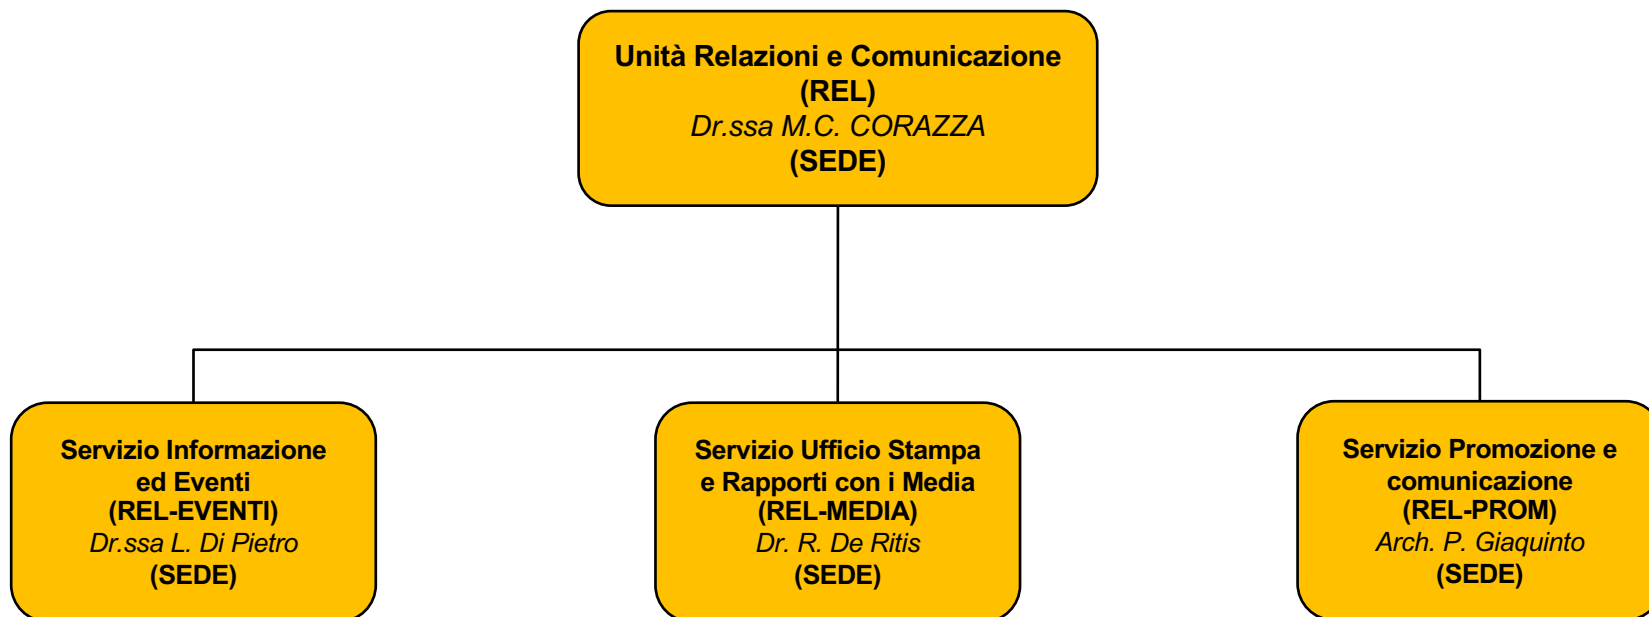 Unità Relazioni e Comunicazione
(REL)
Dr.ssa M.C. CORAZZA
(SEDE)
Servizio Informazione
ed Eventi
(REL-EVENTI)
Dr.ssa L. Di Pietro
(SEDE)
Servizio Ufficio Stampa
e Rapporti con i Media
(REL-MEDIA)
Dr. R. De Ritis
(SEDE)
Servizio Promozione e
comunicazione
(REL-PROM)
Arch. P. Giaquinto
(SEDE)